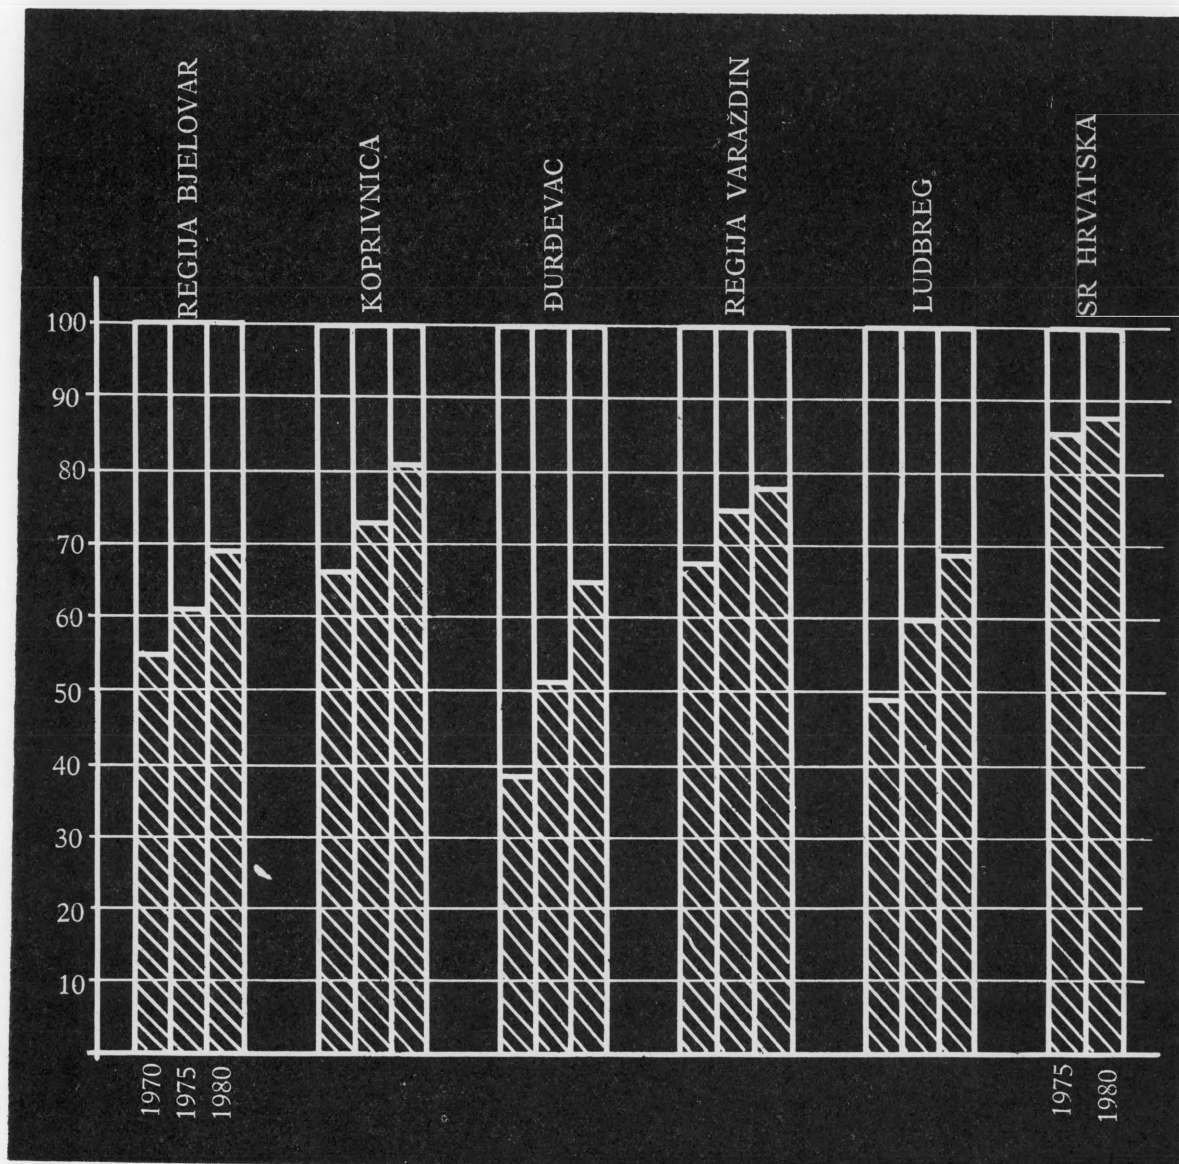 REGIJA BJELOVAR
KOPRIVNICA
ĐURĐEVAC
REGIJA VARAŽDIN
LUDBREG
SR HRVATSKA
100
90
80
70
60
50
40
30
20
10
1970
1975
1980
1975
1980